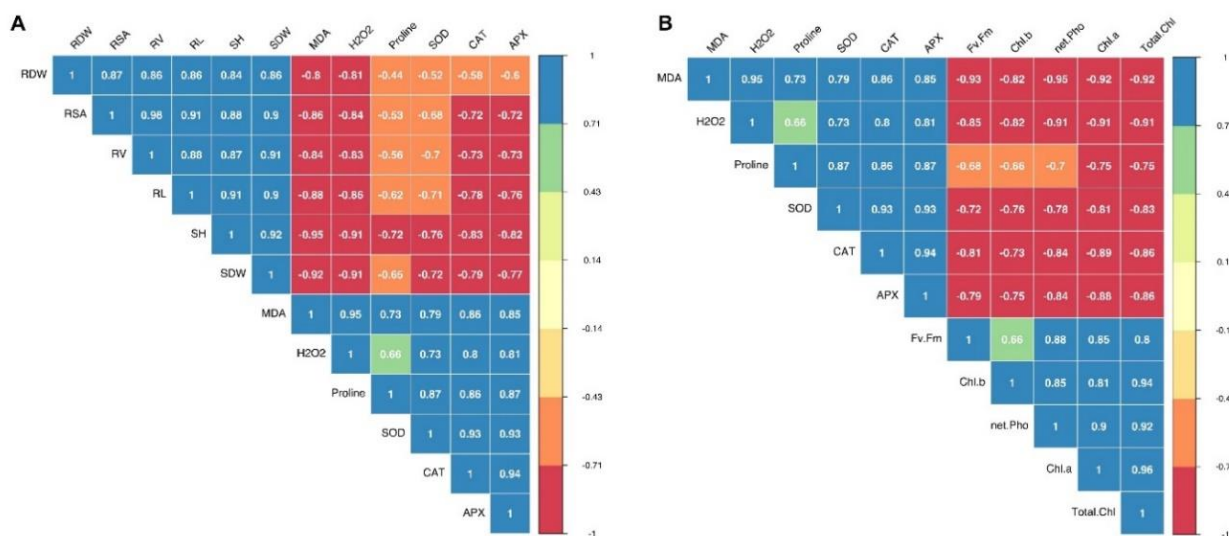 A
RDW RSA RV RL SH SDW MDA H2O2 Proline SOD CAT APX
RDW 1 0.87 0.86 0.86 0.84 0.86 -0.8 -0.81 -0.44 -0.52 -0.58 -0.6
RSA 1 0.98 0.91 0.88 0.9 -0.86 -0.84 -0.53 -0.68 -0.72 -0.72
RV 1 0.88 0.87 0.91 -0.84 -0.83 -0.56 -0.7 -0.73 -0.73
RL 1 0.91 0.9 -0.88 -0.86 -0.62 -0.71 -0.78 -0.76
SH 1 0.92 -0.95 -0.91 -0.72 -0.76 -0.83 -0.82
SDW 1 -0.92 -0.91 -0.65 -0.72 -0.79 -0.77
MDA 1 0.95 0.73 0.79 0.86 0.85
H2O2 1 0.66 0.73 0.8 0.81
Proline 1 0.87 0.86 0.87
SOD 1 0.93 0.93
CAT 1 0.94
APX 1
1
0.71
0.43
0.14
-0.14
-0.43
-0.71
-1
B
MDA H2O2 Proline SOD CAT APX Fv.Fm Chl.b net.Pho Chl.a Total.Chl
MDA 1 0.95 0.73 0.79 0.86 0.85 -0.93 -0.82 -0.95 -0.92 -0.92
H2O2 1 0.66 0.73 0.8 0.81 -0.85 -0.82 -0.91 -0.91 -0.91
Proline 1 0.87 0.86 0.87 -0.68 -0.66 -0.7 -0.75 -0.75
SOD 1 0.93 0.93 -0.72 -0.76 -0.78 -0.81 -0.83
CAT 1 0.94 -0.81 -0.73 -0.84 -0.89 -0.86
APX 1 -0.79 -0.75 -0.84 -0.88 -0.86
Fv.Fm 1 0.66 0.88 0.85 0.8
Chl.b 1 0.85 0.81 0.94
net.Pho 1 0.9 0.92
Chl.a 1 0.96
Total.Chl 1
1
0.7
0.4
0.1
-0.1
-0.4
-0.7
-1